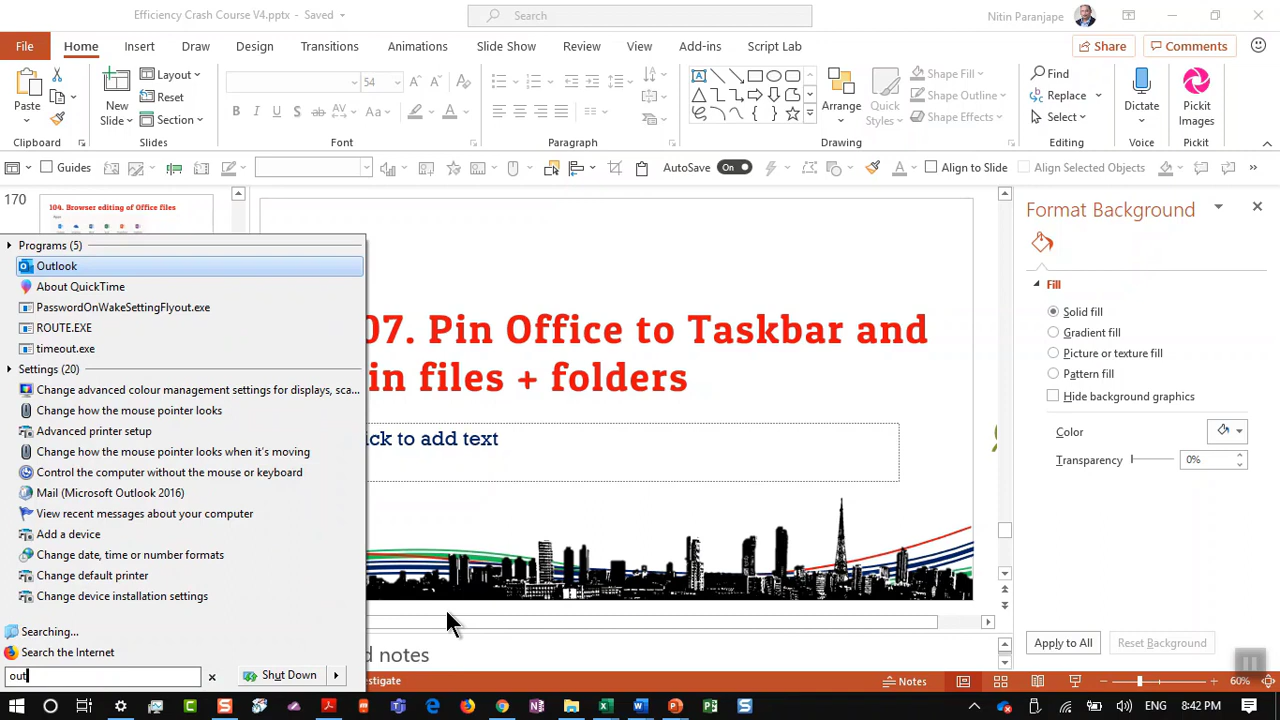 Efficiency Crash Course V4.pptx - Saved
Search
Nitin Paranjape
File Home Insert Draw Design Transitions Animations Slide Show Review View Add-ins Script Lab Share Comments
Paste
New Slide
Layout
Reset
Section
54
B I U S AV Aa A
Arrange
Quick Styles
Shape Fill
Shape Outline
Shape Effects
Find
Replace
Select
Dictate
Pickit Images
Clipboard Slides Font Paragraph Drawing Editing Voice Pickit
Guides AutoSave On Align to Slide Align Selected Objects
170
104. Browser editing of Office files
Format Background
Fill
Solid fill
Gradient fill
Picture or texture fill
Pattern fill
Hide background graphics
Color
Transparency 0%
Apply to All Reset Background
07. Pin Office to Taskbar and
in files + folders
ick to add text
d notes
Programs (5)
Outlook
About QuickTime
PasswordOnWakeSettingFlyout.exe
ROUTE.EXE
timeout.exe
Settings (20)
Change advanced colour management settings for displays, sca...
Change how the mouse pointer looks
Advanced printer setup
Change how the mouse pointer looks when it's moving
Control the computer without the mouse or keyboard
Mail (Microsoft Outlook 2016)
View recent messages about your computer
Add a device
Change date, time or number formats
Change default printer
Change device installation settings
Searching...
Search the Internet
out
Shut Down
stigate
Notes
60%
ENG 8:42 PM